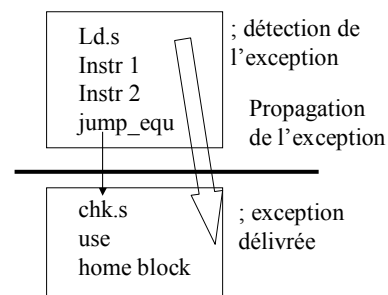 Ld.s
Instr 1
Instr 2
jump_equ
; détection de
l’exception
Propagation
de l’exception
chk.s
use
home block
; exception
délivrée